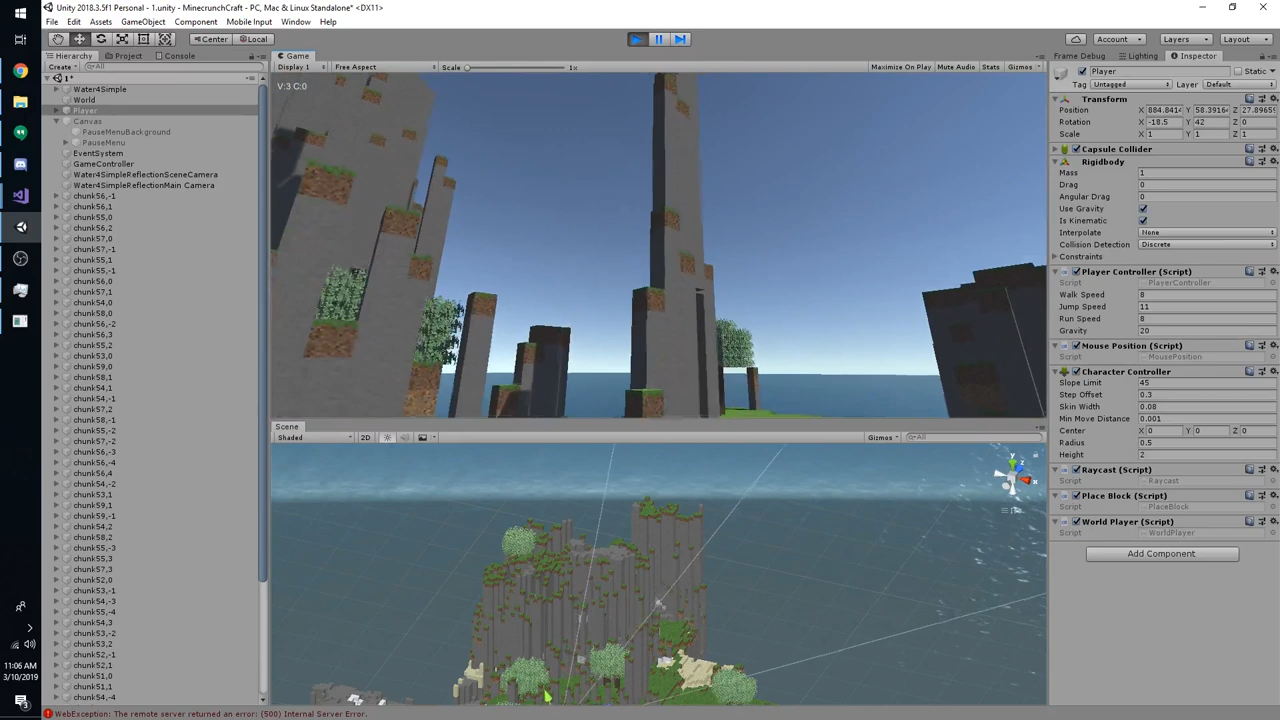 Unity 2018.3.5f1 Personal - 1.unity - MinecrunchCraft - PC, Mac & Linux Standalone* <DX11>
File Edit Assets GameObject Component Mobile Input Window Help
Center Local
Account Layers Layout
Hierarchy Project Console
Create All
1*
Water4Simple
World
Player
Canvas
PauseMenuBackground
PauseMenu
EventSystem
GameController
Water4SimpleReflectionSceneCamera
Water4SimpleReflectionMain Camera
chunk56,-1
chunk56,1
chunk55,0
chunk56,2
chunk57,0
chunk57,-1
chunk55,1
chunk55,-1
chunk56,0
chunk57,1
chunk54,0
chunk58,0
chunk56,-2
chunk56,3
chunk55,2
chunk53,0
chunk59,0
chunk58,1
chunk54,1
chunk54,-1
chunk57,2
chunk58,-1
chunk55,-2
chunk57,-2
chunk56,-3
chunk56,-4
chunk56,4
chunk54,-2
chunk53,1
chunk59,1
chunk59,-1
chunk54,2
chunk58,2
chunk55,-3
chunk55,3
chunk57,3
chunk52,0
chunk53,-1
chunk54,-3
chunk55,-4
chunk54,3
chunk53,-2
chunk53,2
chunk52,-1
chunk52,1
chunk51,0
chunk51,1
chunk54,-4
Game
Display 1 Free Aspect Scale 1x Maximize On Play Mute Audio Stats Gizmos
V:3 C:0
Scene
Shaded 2D Gizmos All
y
z
x
Frame Debug Lighting Inspector
Player Static
Tag Untagged Layer Default
Transform
Position X 884.841 Y 58.3916 Z 27.8965
Rotation X -18.5 Y 42 Z 0
Scale X 1 Y 1 Z 1
Capsule Collider
Rigidbody
Mass 1
Drag 0
Angular Drag 0
Use Gravity
Is Kinematic
Interpolate None
Collision Detection Discrete
Constraints
Player Controller (Script)
Script PlayerController
Walk Speed 8
Jump Speed 11
Run Speed 8
Gravity 20
Mouse Position (Script)
Script MousePosition
Character Controller
Slope Limit 45
Step Offset 0.3
Skin Width 0.08
Min Move Distance 0.001
Center X 0 Y 0 Z 0
Radius 0.5
Height 2
Raycast (Script)
Script Raycast
Place Block (Script)
Script PlaceBlock
World Player (Script)
Script WorldPlayer
Add Component
11:06 AM
3/10/2019
3
WebException: The remote server returned an error: (500) Internal Server Error.